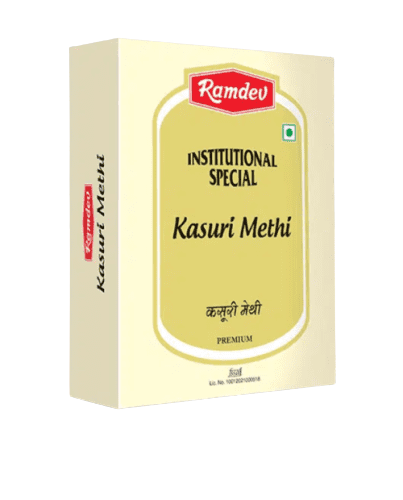 Ramdev
INSTITUTIONAL
SPECIAL
Kasuri Methi
कसूरी मेथी
PREMIUM
Ramdev
Kasuri Methi